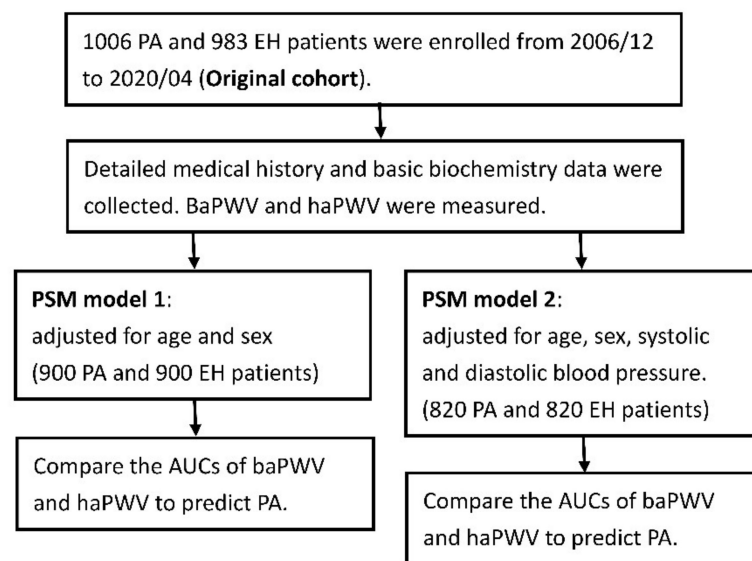 1006 PA and 983 EH patients were enrolled from 2006/12
to 2020/04 (Original cohort).
Detailed medical history and basic biochemistry data were
collected. BaPWV and haPWV were measured.
PSM model 1:
adjusted for age and sex
(900 PA and 900 EH patients)
Compare the AUCs of baPWV
and haPWV to predict PA.
PSM model 2:
adjusted for age, sex, systolic
and diastolic blood pressure.
(820 PA and 820 EH patients)
Compare the AUCs of baPWV
and haPWV to predict PA.